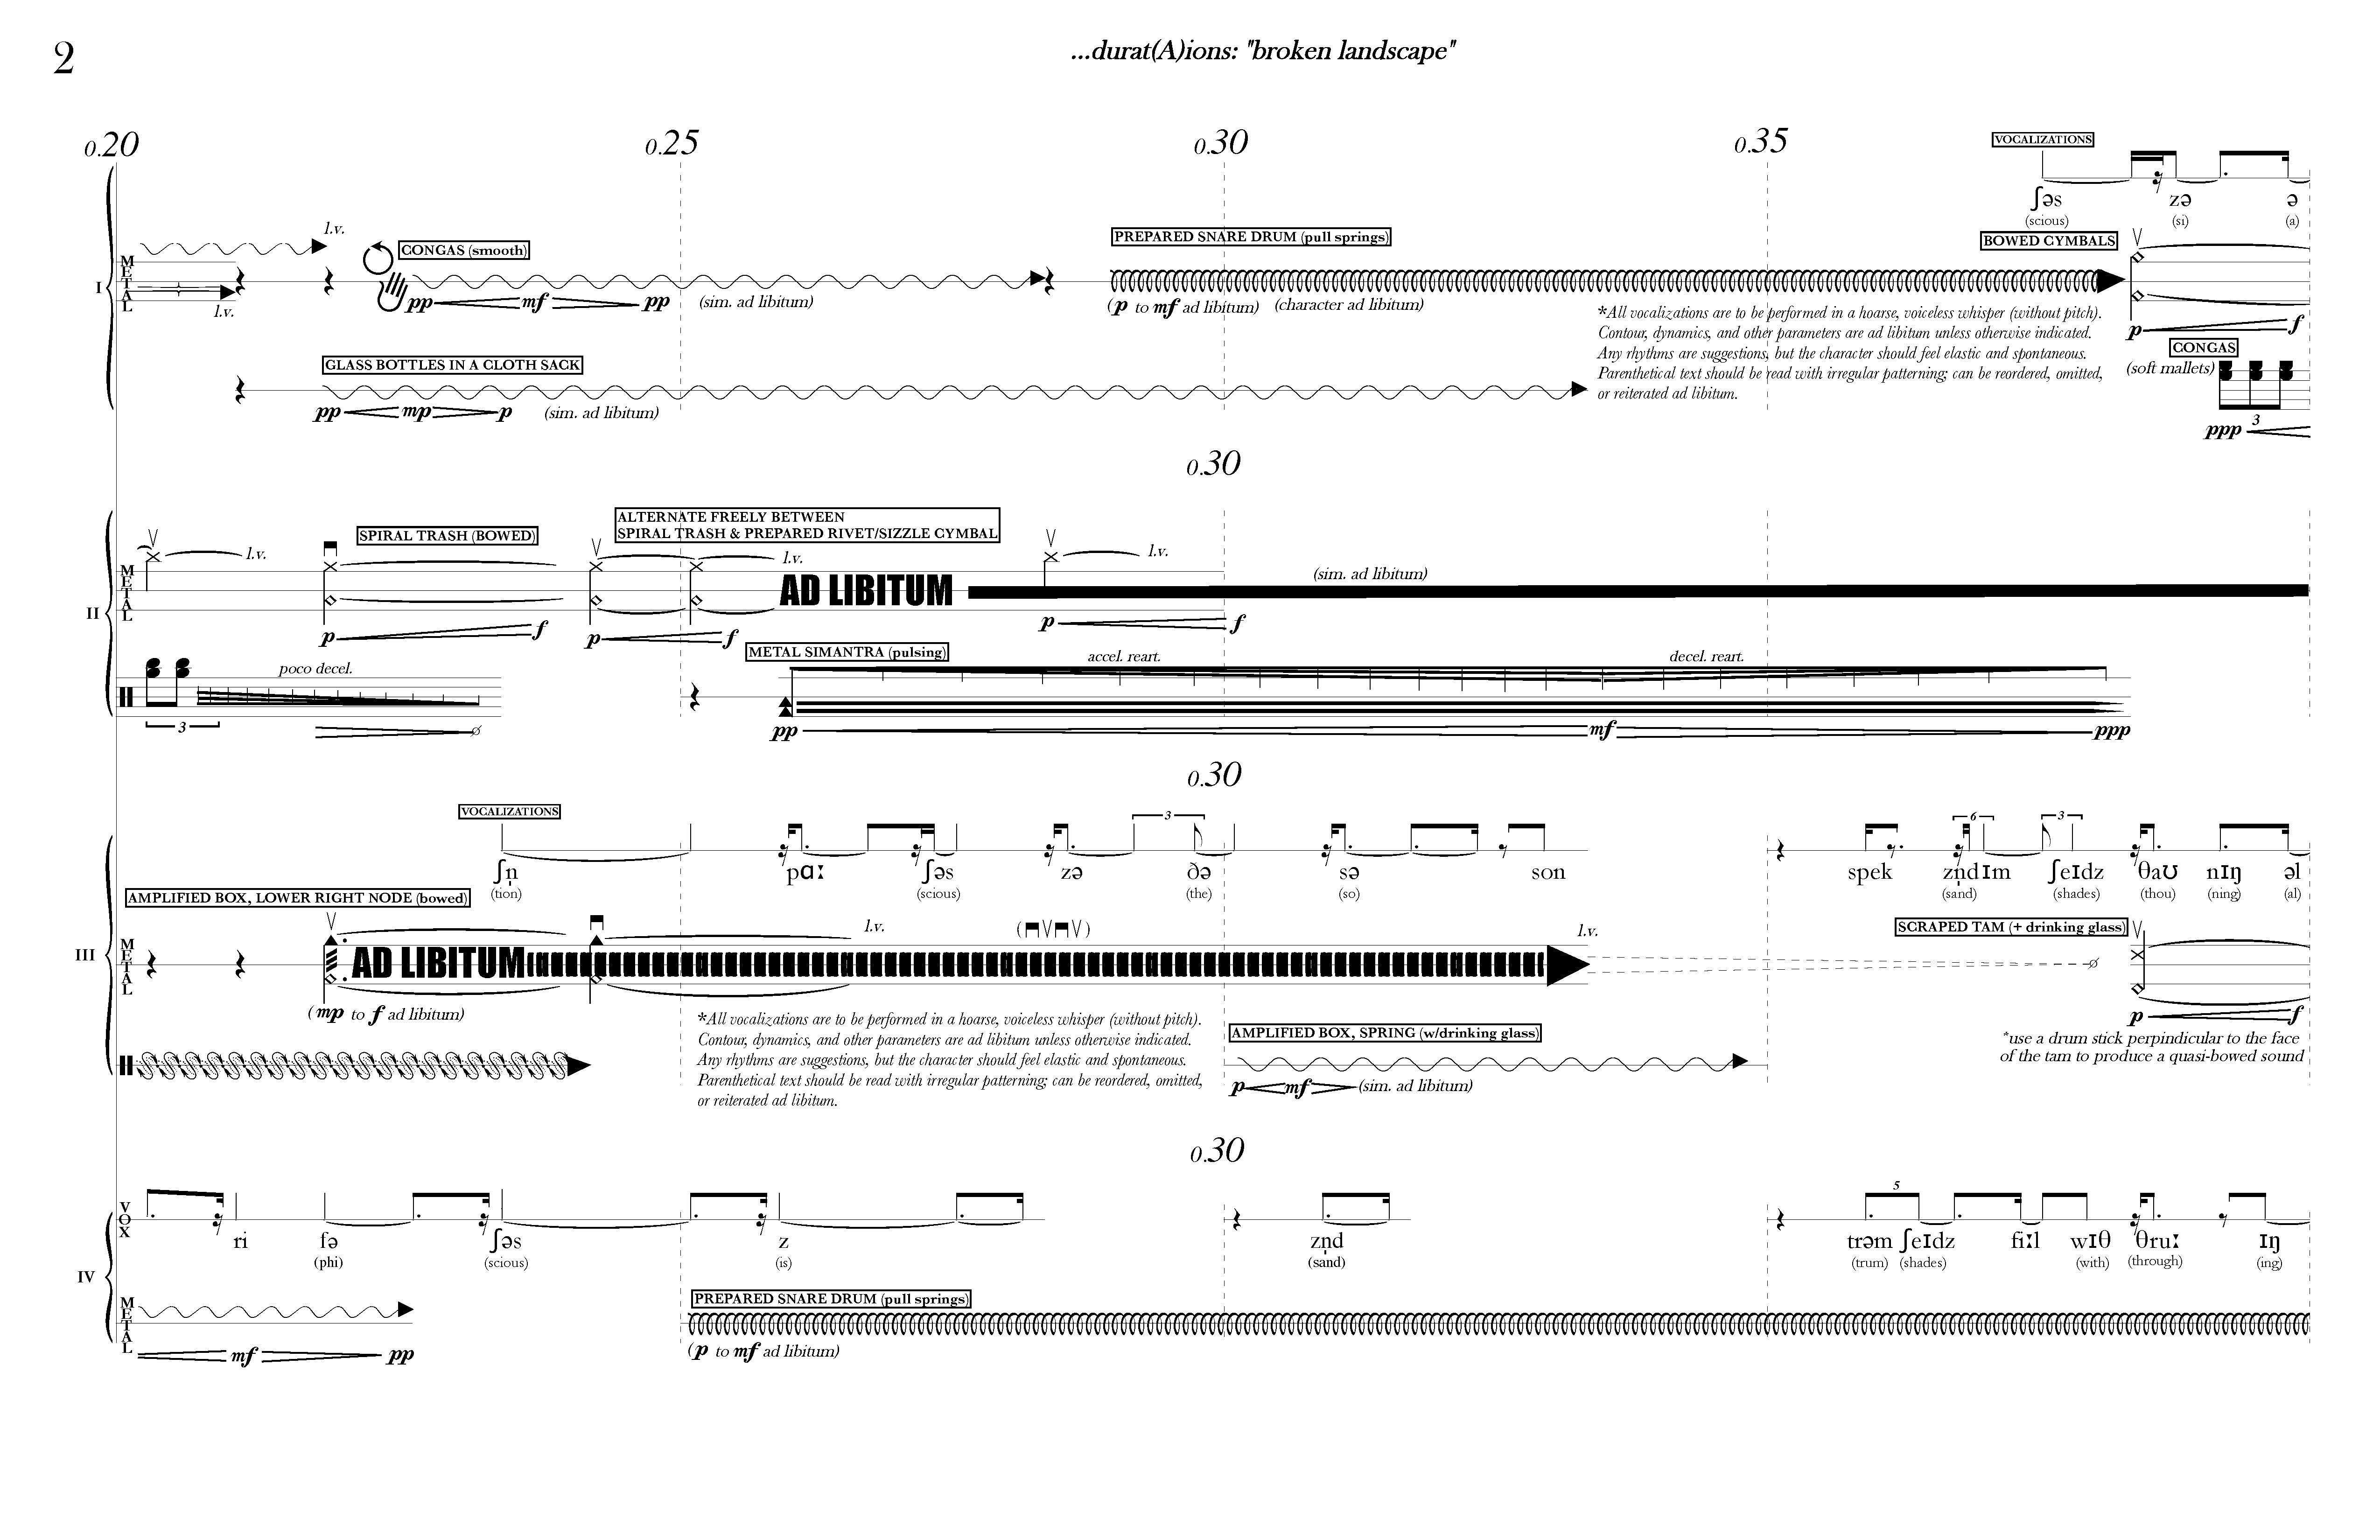 2
...durat(A)ions: "broken landscape"
0.20 0.25 0.30 0.35
VOCALIZATIONS
ʃəs zə ə
(scious) (si) (a)
l.v.
I
METAL
CONGAS (smooth)
PREPARED SNARE DRUM (pull springs)
BOWED CYMBALS
l.v.
pp mf pp (sim. ad libitum)
(p to mf ad libitum) (character ad libitum)
*All vocalizations are to be performed in a hoarse, voiceless whisper (without pitch).
Contour, dynamics, and other parameters are ad libitum unless otherwise indicated.
Any rhythms are suggestions, but the character should feel elastic and spontaneous.
Parenthetical text should be read with irregular patterning; can be reordered, omitted,
or reiterated ad libitum.
p f
CONGAS
(soft mallets)
3
ppp
GLASS BOTTLES IN A CLOTH SACK
pp mp p (sim. ad libitum)
0.30
II
METAL
l.v.
SPIRAL TRASH (BOWED)
ALTERNATE FREELY BETWEEN
SPIRAL TRASH & PREPARED RIVET/SIZZLE CYMBAL
l.v.
AD LIBITUM
l.v.
(sim. ad libitum)
p f p f p f
poco decel.
3
METAL SIMANTRA (pulsing)
accel. reart. decel. reart.
pp mf ppp
0.30
VOCALIZATIONS
3 6 3
ʃn̩ pɑː ʃəs zə ðə sə son spek zn̩dɪm ʃeɪdz θaʊ nɪŋ əl
(tion) (scious) (the) (so) (sand) (shades) (thou) (ning) (al)
III
METAL
AMPLIFIED BOX, LOWER RIGHT NODE (bowed)
AD LIBITUM
l.v.
l.v.
(mp to f ad libitum)
SCRAPED TAM (+ drinking glass)
p f
*use a drum stick perpindicular to the face
of the tam to produce a quasi-bowed sound
*All vocalizations are to be performed in a hoarse, voiceless whisper (without pitch).
Contour, dynamics, and other parameters are ad libitum unless otherwise indicated.
Any rhythms are suggestions, but the character should feel elastic and spontaneous.
Parenthetical text should be read with irregular patterning; can be reordered, omitted,
or reiterated ad libitum.
AMPLIFIED BOX, SPRING (w/drinking glass)
p mf (sim. ad libitum)
0.30
IV
VOX
5
ri fə ʃəs z zn̩d trəm ʃeɪdz fiːl wɪθ θruː ɪŋ
(phi) (scious) (is) (sand) (trum) (shades) (with) (through) (ing)
METAL
mf pp
PREPARED SNARE DRUM (pull springs)
(p to mf ad libitum)